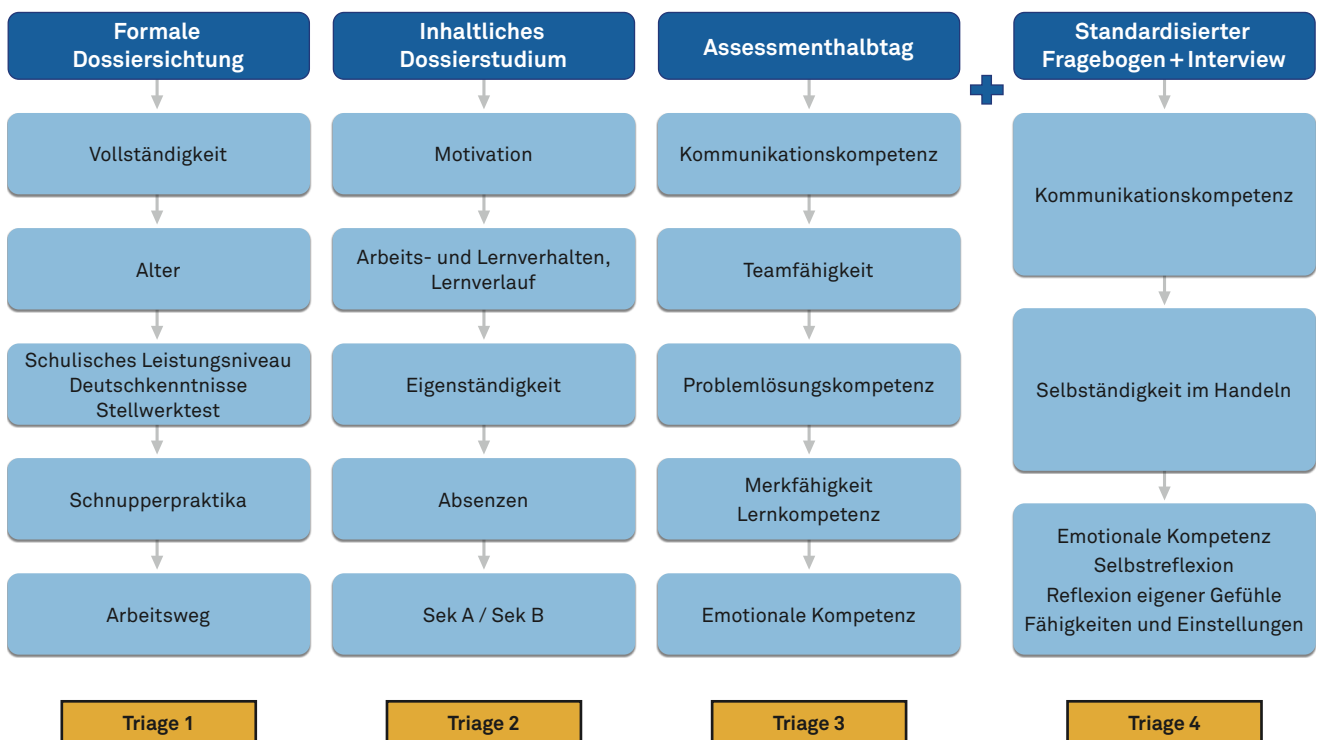 Formale
Dossiersichtung
Vollständigkeit
Alter
Schulisches Leistungsniveau
Deutschkenntnisse
Stellwerktest
Schnupperpraktika
Arbeitsweg
Triage 1
Inhaltliches
Dossierstudium
Motivation
Arbeits- und Lernverhalten,
Lernverlauf
Eigenständigkeit
Absenzen
Sek A / Sek B
Triage 2
Assessmenthalbtag
Kommunikationskompetenz
Teamfähigkeit
Problemlösungskompetenz
Merkfähigkeit
Lernkompetenz
Emotionale Kompetenz
Triage 3
Standardisierter
Fragebogen + Interview
Kommunikationskompetenz
Selbständigkeit im Handeln
Emotionale Kompetenz
Selbstreflexion
Reflexion eigener Gefühle
Fähigkeiten und Einstellungen
Triage 4